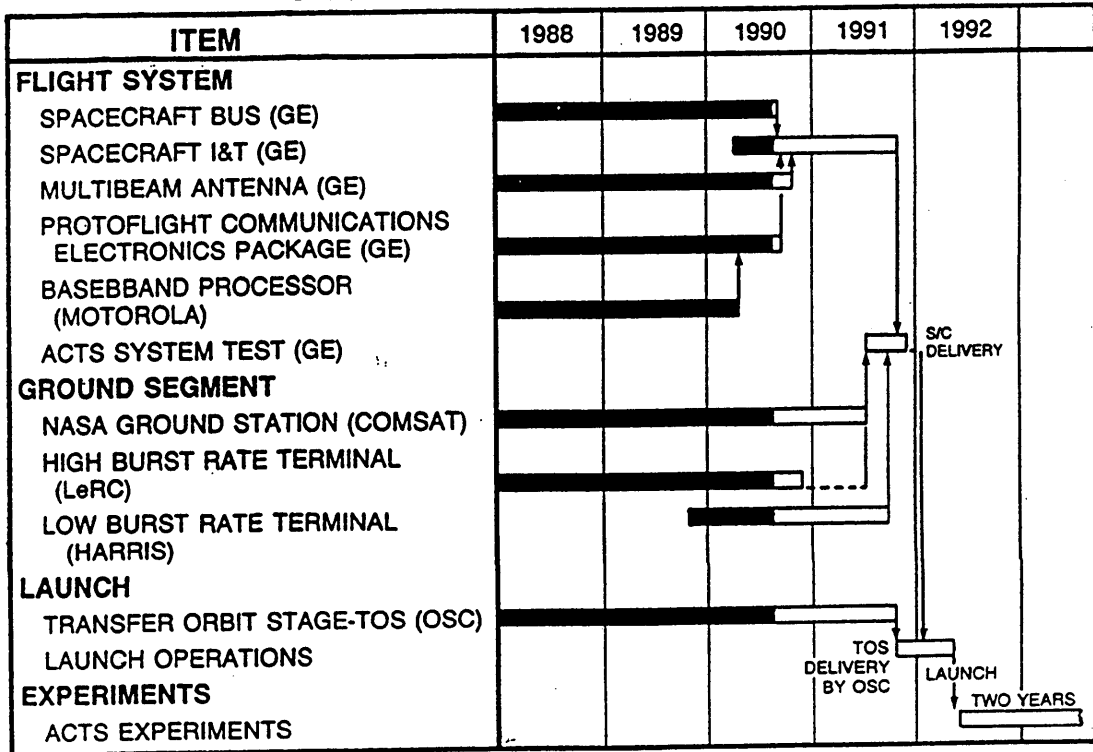 ITEM 1988 1989 1990 1991 1992
FLIGHT SYSTEM
SPACECRAFT BUS (GE)
SPACECRAFT I&T (GE)
MULTIBEAM ANTENNA (GE)
PROTOFLIGHT COMMUNICATIONS
ELECTRONICS PACKAGE (GE)
BASEBBAND PROCESSOR
(MOTOROLA)
ACTS SYSTEM TEST (GE)
S/C
DELIVERY
GROUND SEGMENT
NASA GROUND STATION (COMSAT)
HIGH BURST RATE TERMINAL
(LeRC)
LOW BURST RATE TERMINAL
(HARRIS)
LAUNCH
TRANSFER ORBIT STAGE-TOS (OSC)
LAUNCH OPERATIONS
TOS
DELIVERY
BY OSC
LAUNCH
EXPERIMENTS
ACTS EXPERIMENTS
TWO YEARS